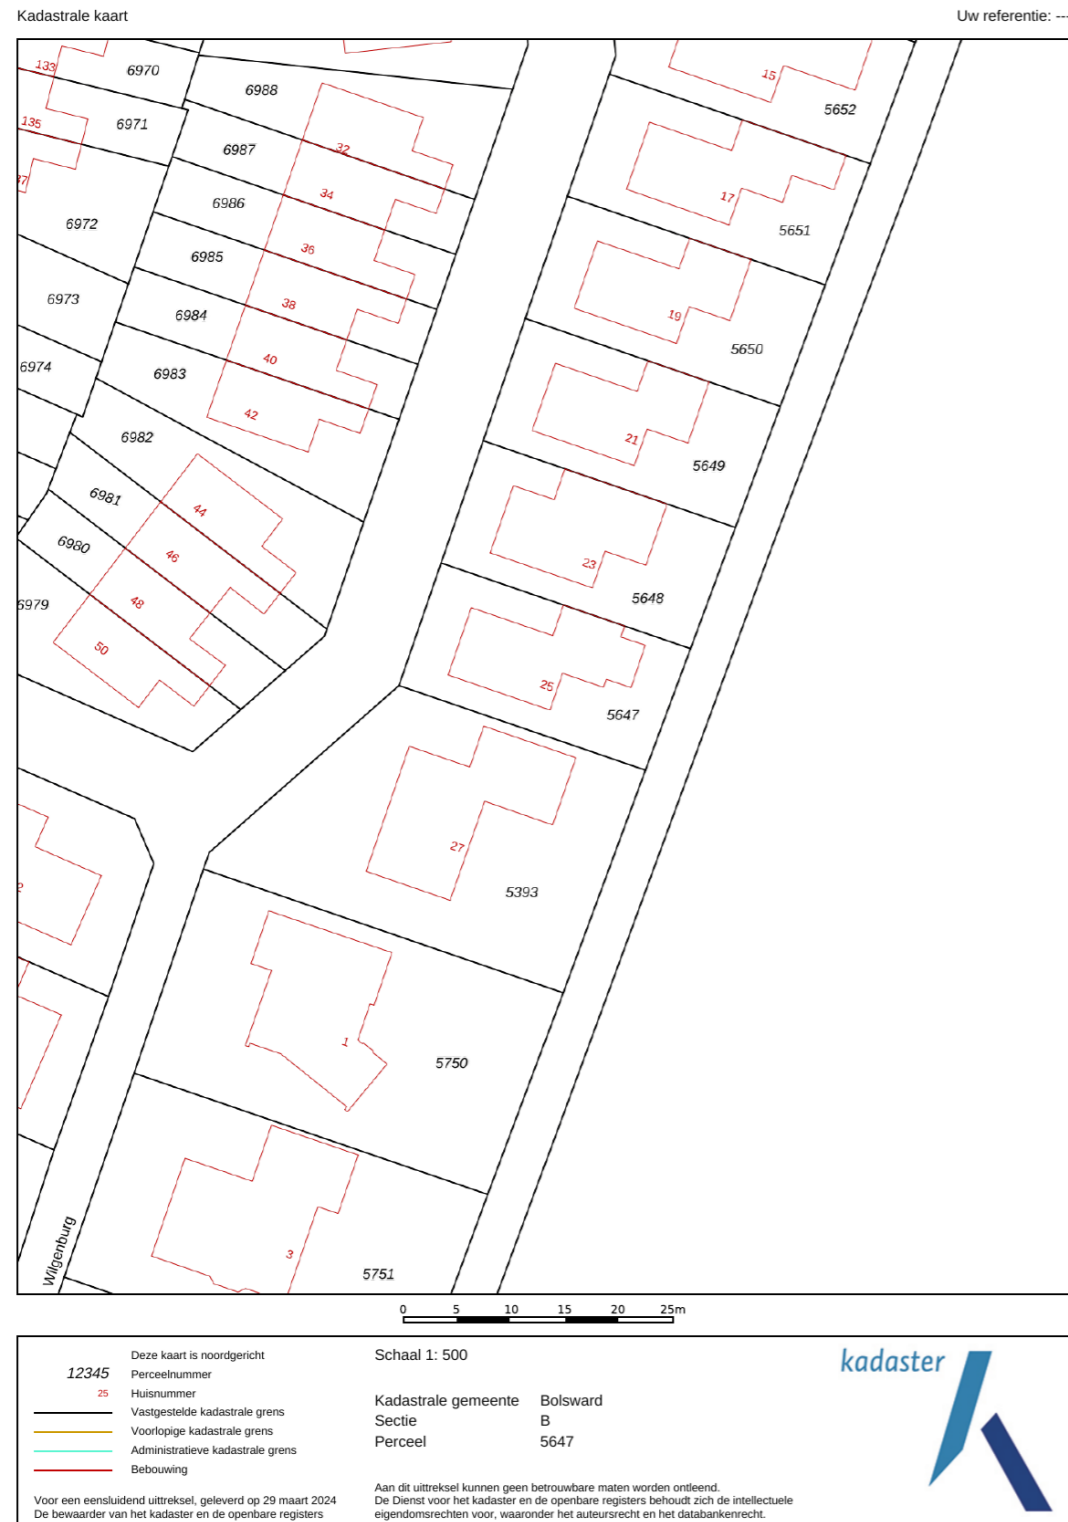 Kadastrale kaart
Uw referentie: ---
133
6970
6988
15
5652
135
6971
32
6987
17
37
34
6986
6972
5651
36
6985
6973
38
6984
19
5650
6974
40
6983
42
6982
21
5649
6981
44
6980
46
23
5648
6979
48
50
25
5647
27
5393
2
1
5750
Wilgenburg
3
5751
0 5 10 15 20 25m
Deze kaart is noordgericht
12345 Perceelnummer
25 Huisnummer
Vastgestelde kadastrale grens
Voorlopige kadastrale grens
Administratieve kadastrale grens
Bebouwing
Voor een eensluidend uittreksel, geleverd op 29 maart 2024
De bewaarder van het kadaster en de openbare registers
Schaal 1: 500
Kadastrale gemeente Bolsward
Sectie B
Perceel 5647
Aan dit uittreksel kunnen geen betrouwbare maten worden ontleend.
De Dienst voor het kadaster en de openbare registers behoudt zich de intellectuele
eigendomsrechten voor, waaronder het auteursrecht en het databankenrecht.
kadaster